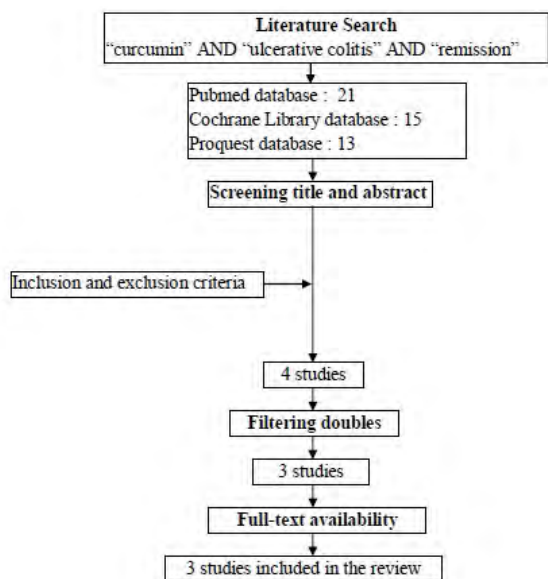 Literature Search
“curcumin” AND “ulcerative colitis” AND “remission”
Pubmed database : 21
Cochrane Library database : 15
Proquest database : 13
Screening title and abstract
Inclusion and exclusion criteria
4 studies
Filtering doubles
3 studies
Full-text availability
3 studies included in the review